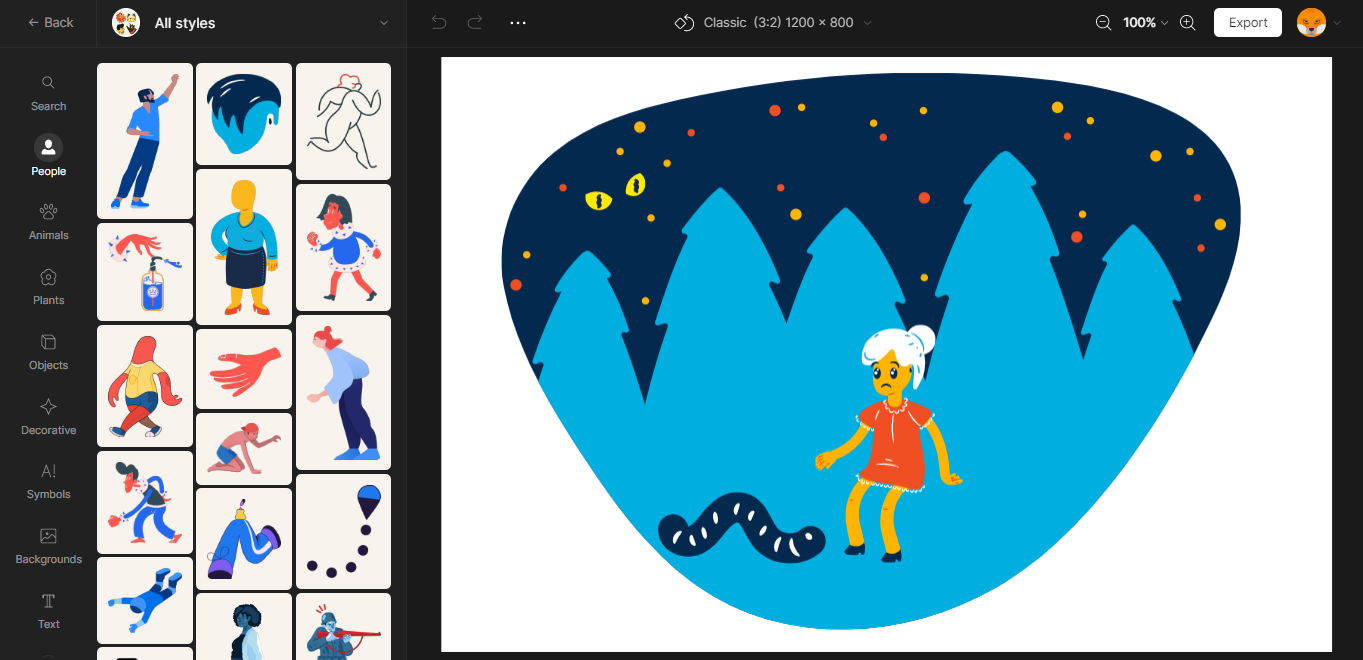 Back
All styles
Classic (3:2) 1200 × 800
100%
Export
Search
People
Animals
Plants
Objects
Decorative
A!
Symbols
Backgrounds
T
Text